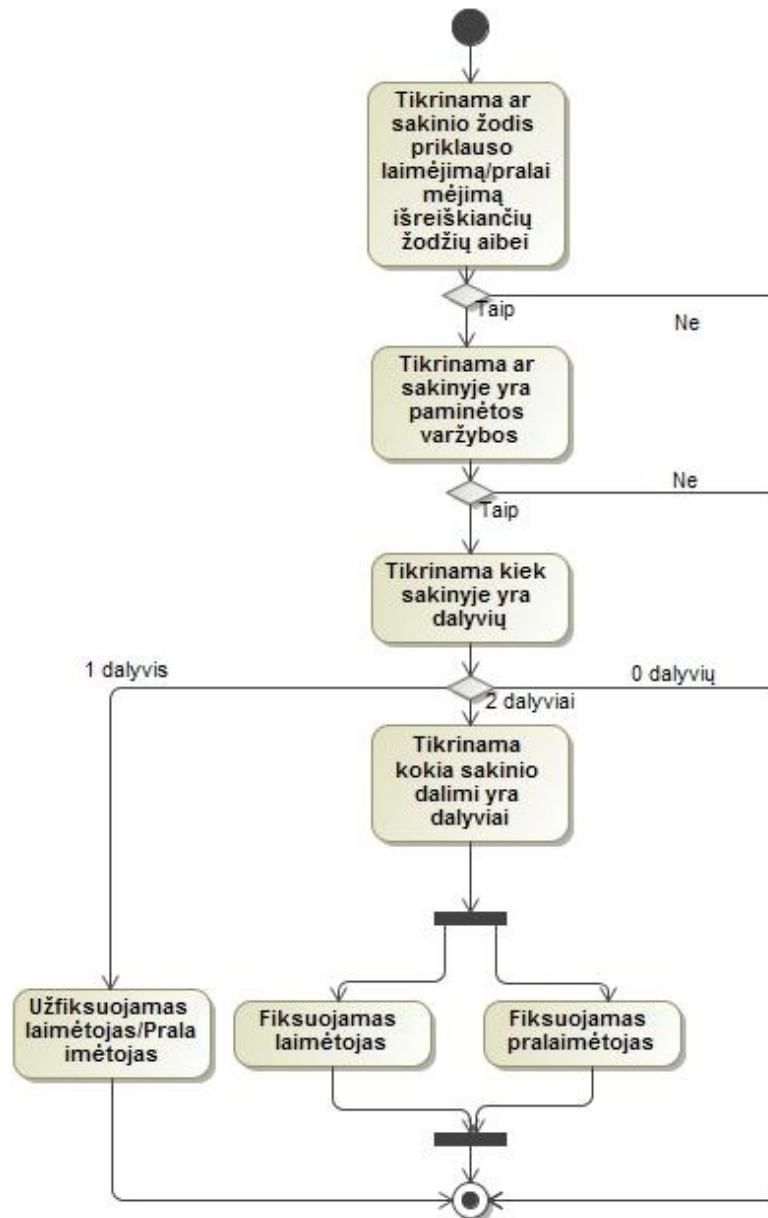 Tikrinama ar
sakinio žodis
priklauso
laimėjimą/pralai
mėjimą
išreiškiančių
žodžių aibei
Taip
Ne
Tikrinama ar
sakinyje yra
paminėtos
varžybos
Ne
Taip
Tikrinama kiek
sakinyje yra
dalyvių
1 dalyvis
0 dalyvių
2 dalyviai
Tikrinama
kokia sakinio
dalimi yra
dalyviai
Užfiksuojamas
laimėtojas/Prala
imėtojas
Fiksuojamas
laimėtojas
Fiksuojamas
pralaimėtojas